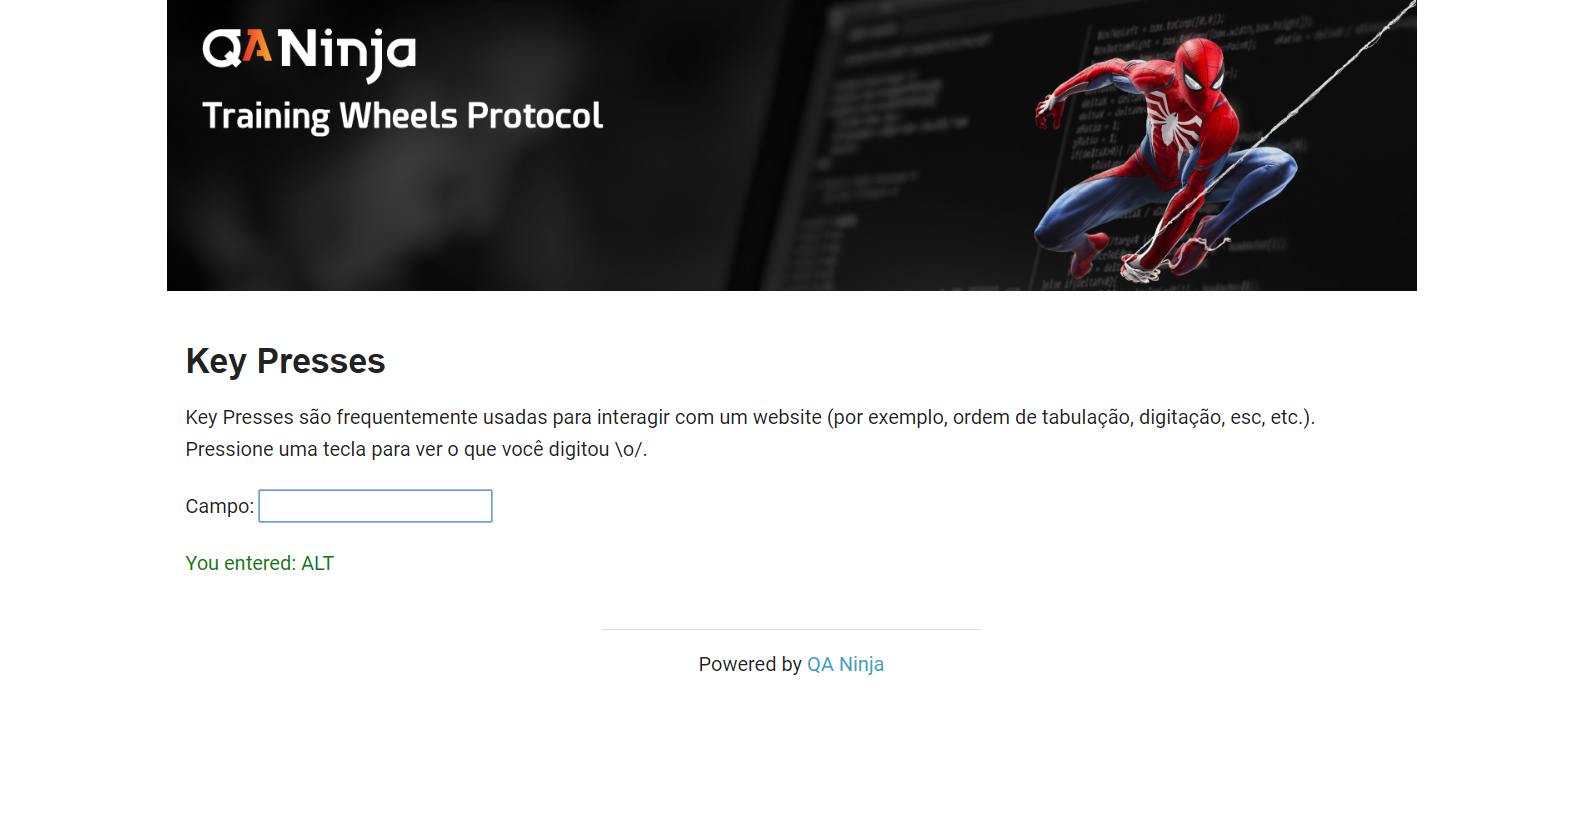 QANinja
Training Wheels Protocol
Key Presses
Key Presses são frequentemente usadas para interagir com um website (por exemplo, ordem de tabulação, digitação, esc, etc.).
Pressione uma tecla para ver o que você digitou \o/.
Campo:
You entered: ALT
Powered by QA Ninja